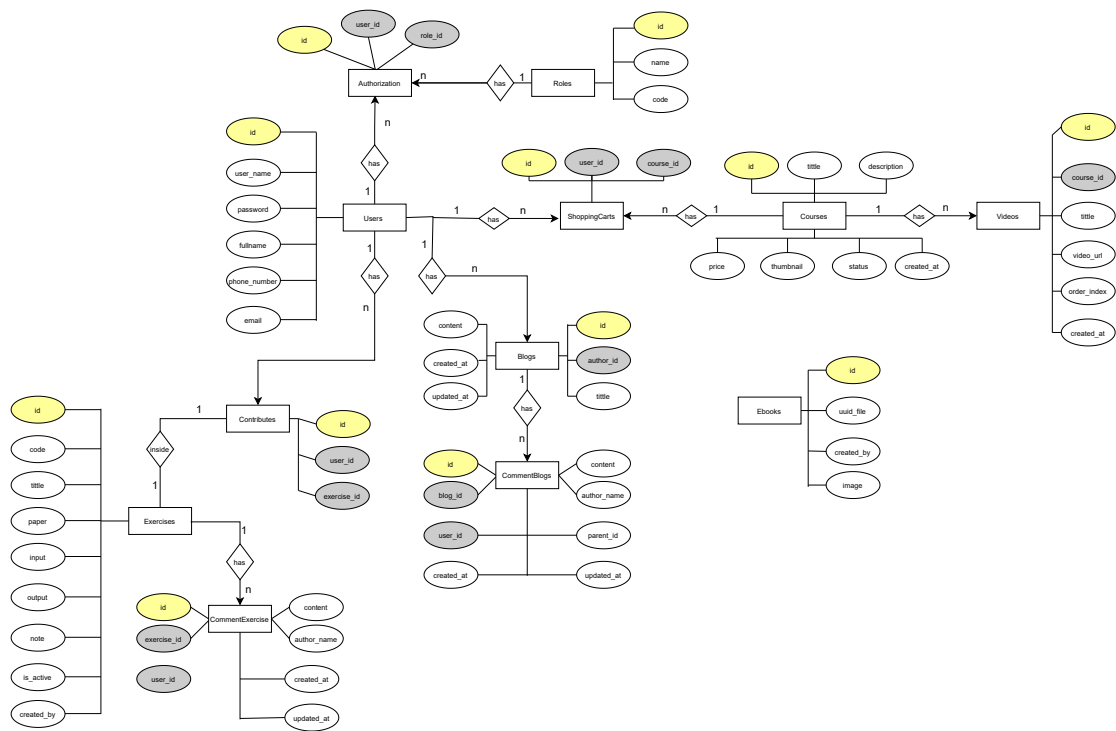 id
user_id
role_id
Authorization
n
has
1
Roles
id
name
code
n
has
1
Users
id
user_name
password
fullname
phone_number
email
1
has
n
ShoppingCarts
id
user_id
course_id
n
has
1
Courses
id
tittle
description
price
thumbnail
status
created_at
1
has
n
Videos
id
course_id
tittle
video_url
order_index
created_at
1
has
n
1
has
n
Blogs
content
created_at
updated_at
id
author_id
tittle
1
has
n
CommentBlogs
id
blog_id
user_id
created_at
content
author_name
parent_id
updated_at
Ebooks
id
uuid_file
created_by
image
Contributes
id
user_id
exercise_id
1
inside
1
Exercises
id
code
tittle
paper
input
output
note
is_active
created_by
1
has
n
CommentExercise
id
exercise_id
user_id
content
author_name
created_at
updated_at